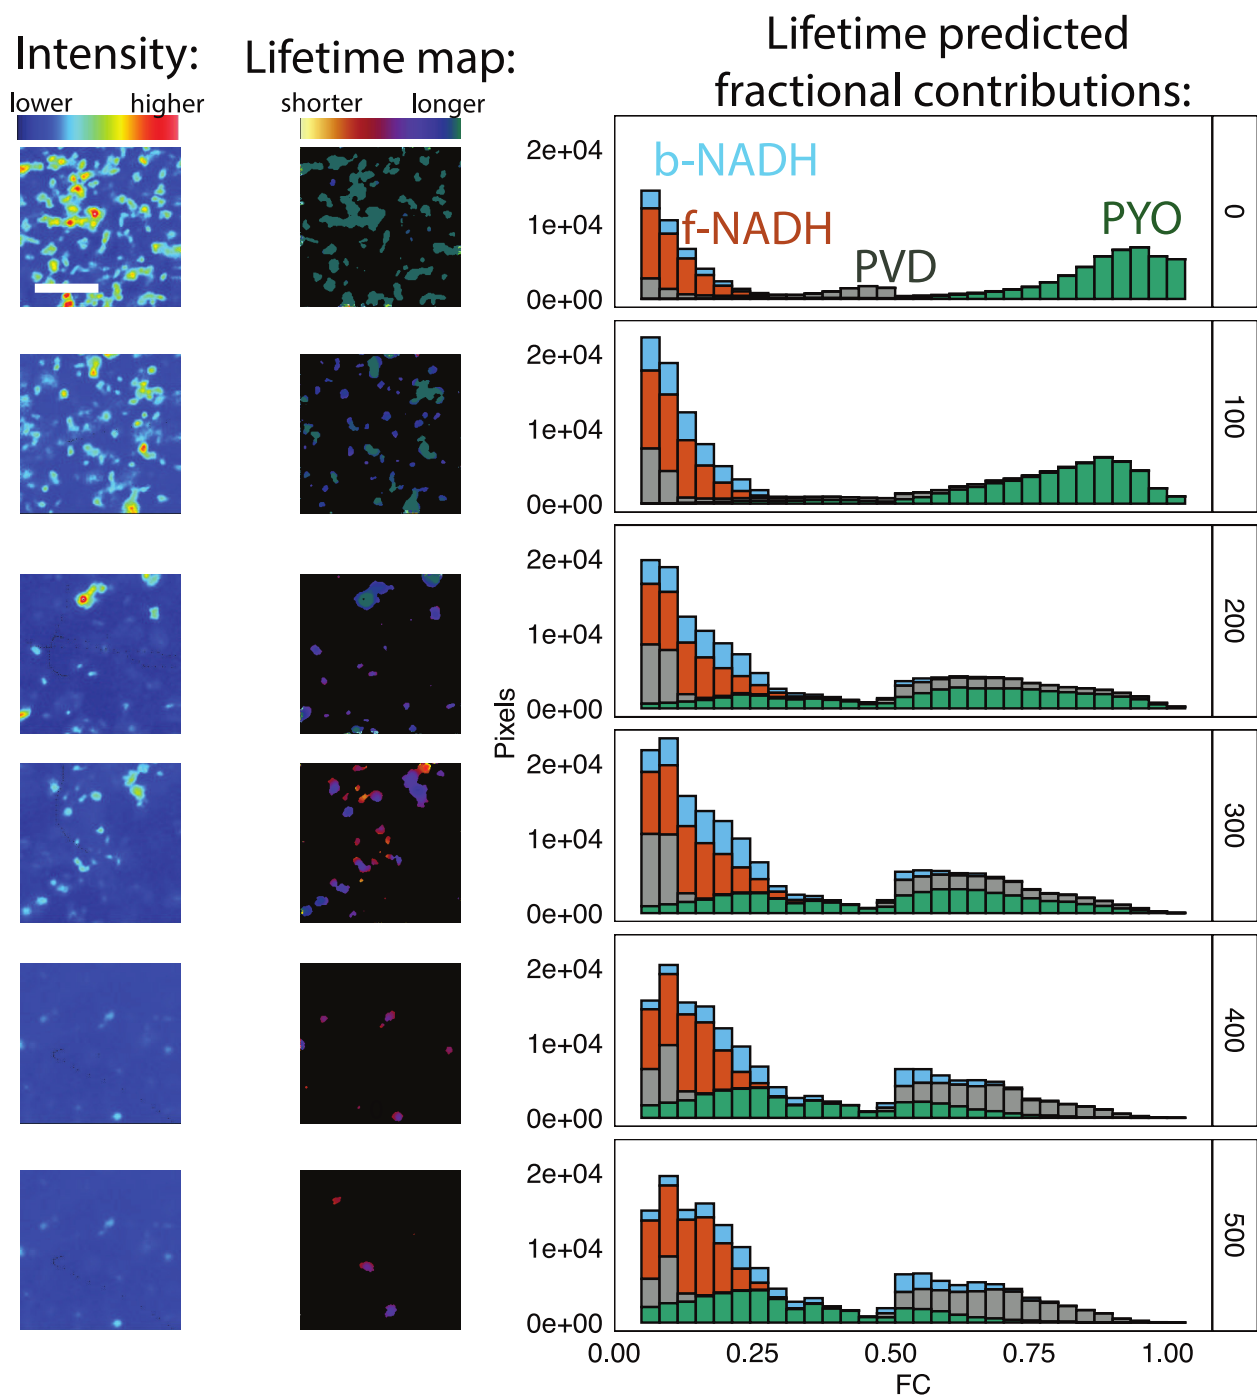 Intensity:
lower higher
Lifetime map:
shorter longer
Lifetime predicted
fractional contributions:
2e+04
1e+04
0e+00
b-NADH
f-NADH
PVD
PYO
0
2e+04
1e+04
0e+00
100
2e+04
1e+04
0e+00
200
Pixels
2e+04
1e+04
0e+00
300
2e+04
1e+04
0e+00
400
2e+04
1e+04
0e+00
500
0.00 0.25 0.50 0.75 1.00
FC